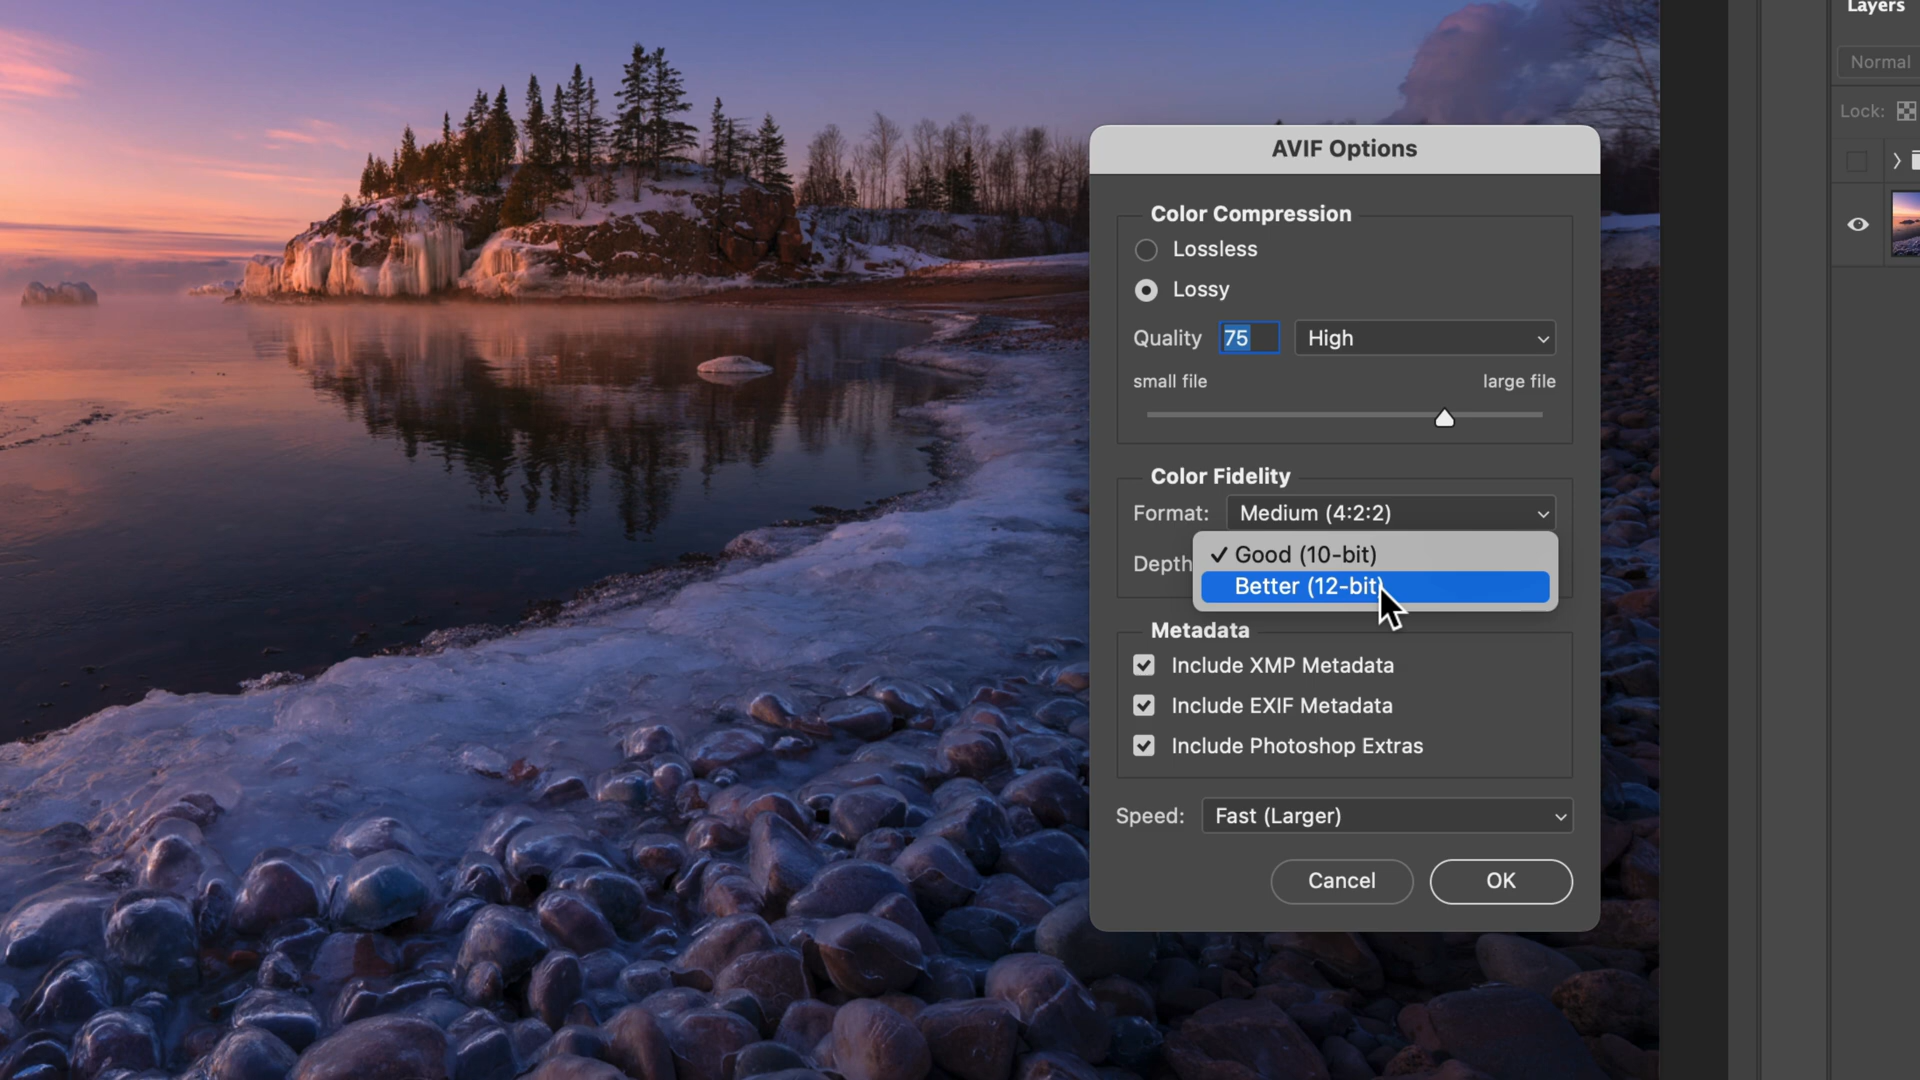 Layers
Normal
Lock:
AVIF Options
Color Compression
Lossless
Lossy
Quality 75 High
small file large file
Color Fidelity
Format: Medium (4:2:2)
Depth
✓ Good (10-bit)
Better (12-bit)
Metadata
Include XMP Metadata
Include EXIF Metadata
Include Photoshop Extras
Speed: Fast (Larger)
Cancel OK